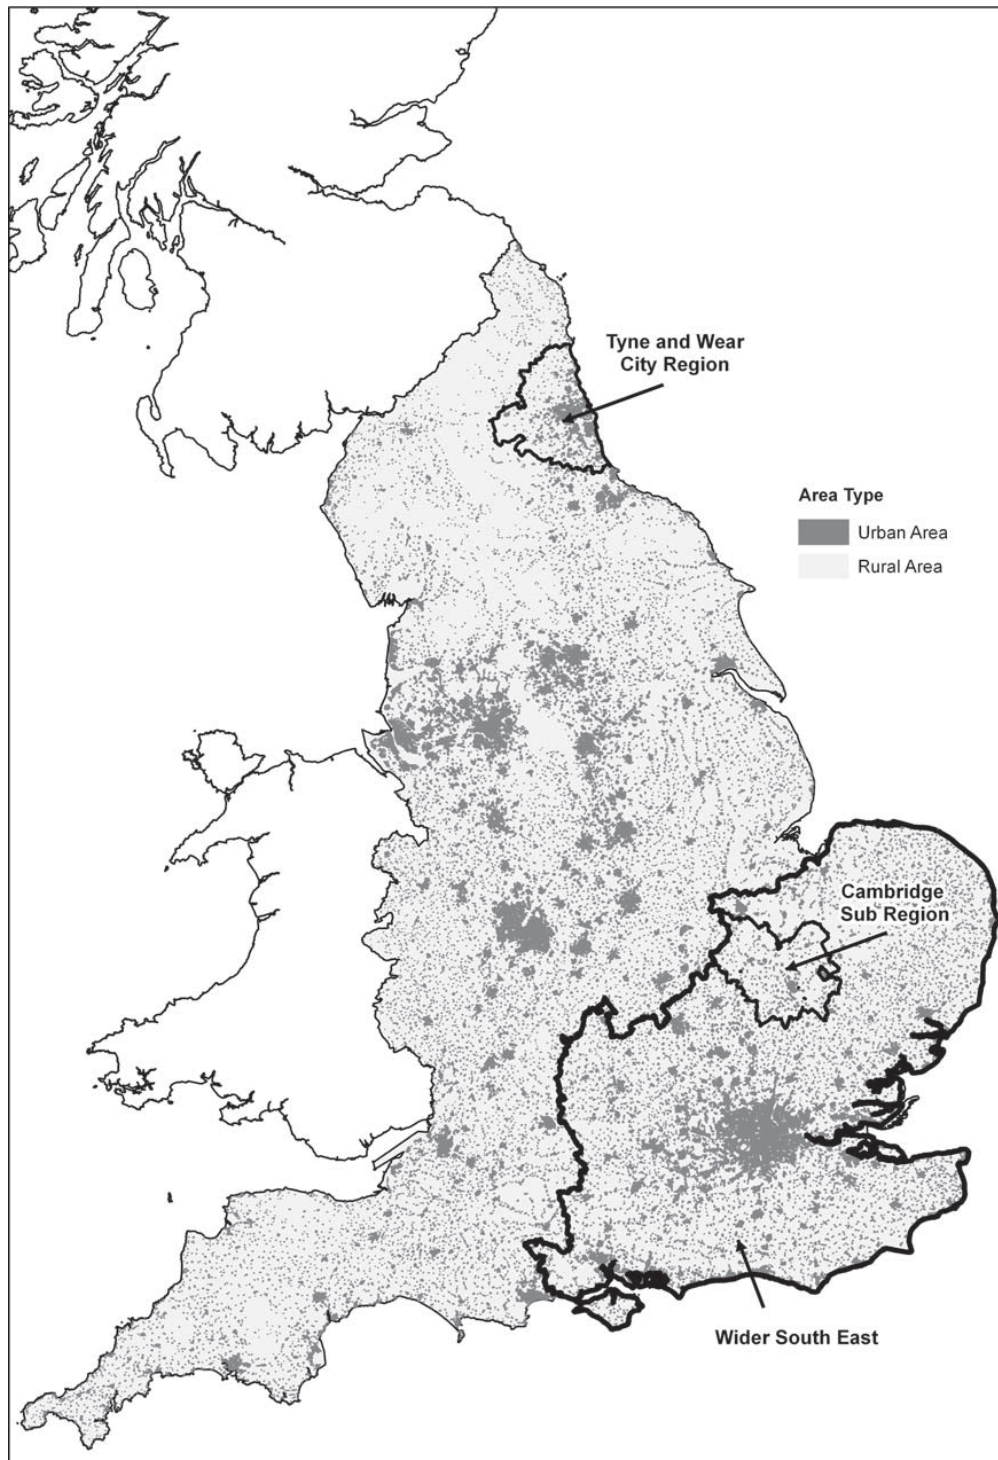 Tyne and Wear
City Region
Area Type
Urban Area
Rural Area
Cambridge
Sub Region
Wider South East